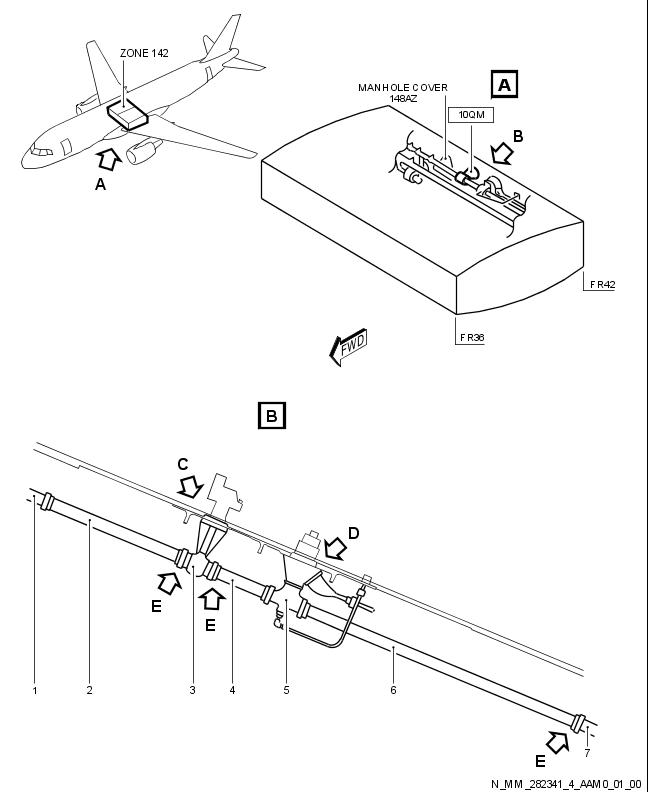 ZONE 142
A
A
MANHOLE COVER
148AZ
10QM
B
FR42
FR36
FWD
B
C
D
E
E
1
2
3
4
5
6
7
E
N_MM_282341_4_AAM0_01_00